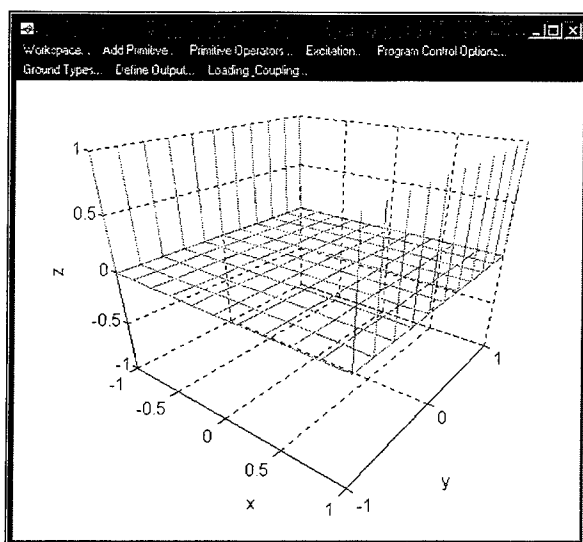 Workspace... Add Primitive... Primitive Operators... Excitation... Program Control Options...
Ground Types... Define Output... Loading_Coupling...
1
0.5
0
-0.5
-1
z
-1
-0.5
0
0.5
1
x
-1
0
1
y